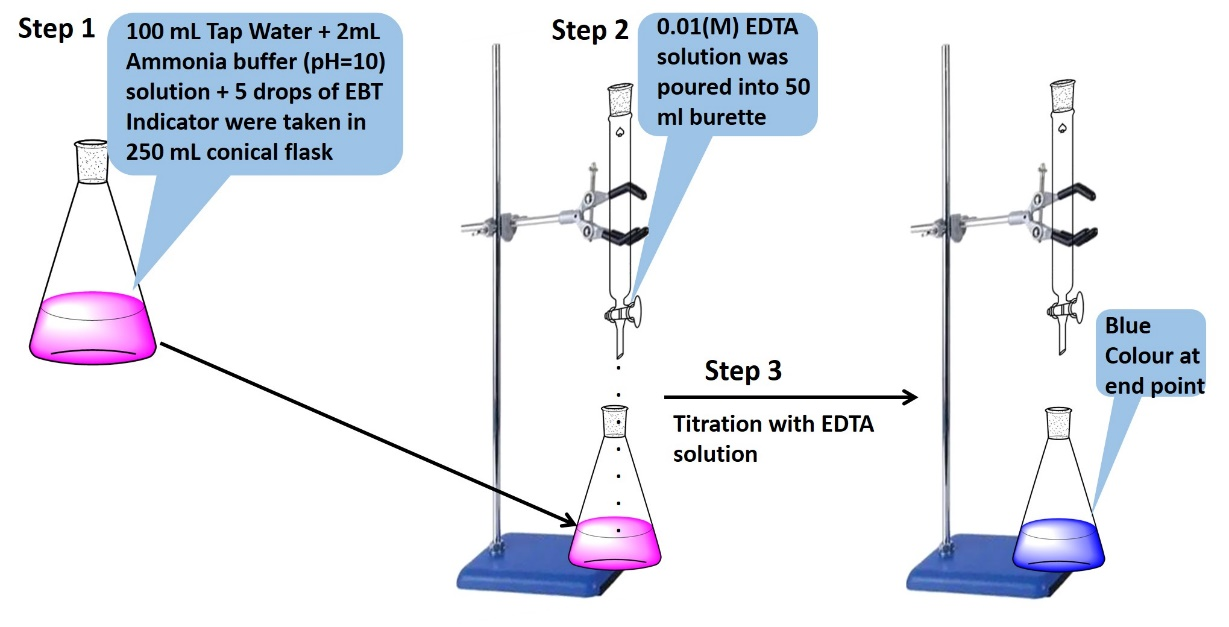 Step 1
100 mL Tap Water + 2mL
Ammonia buffer (pH=10)
solution + 5 drops of EBT
Indicator were taken in
250 mL conical flask
Step 2
0.01(M) EDTA
solution was
poured into 50
ml burette
Step 3
Titration with EDTA
solution
Blue
Colour at
end point